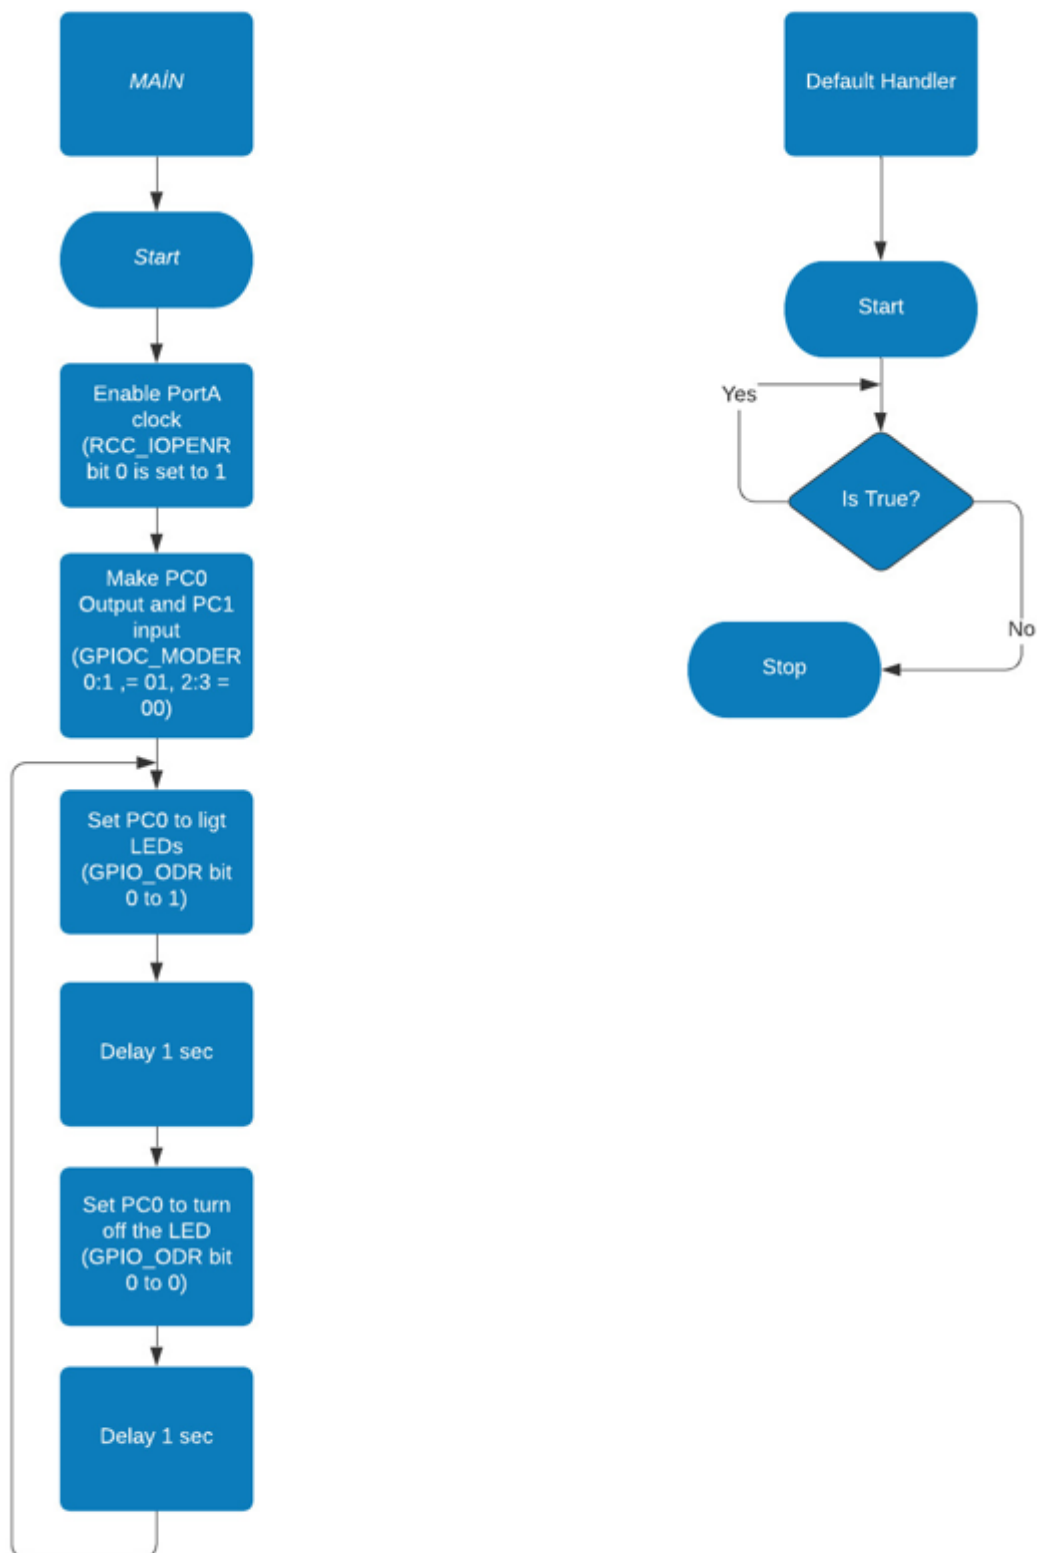 MAİN
Start
Enable PortA
clock
(RCC_IOPENR
bit 0 is set to 1
Make PC0
Output and PC1
input
(GPIOC_MODER
0:1 ,= 01, 2:3 =
00)
Set PC0 to ligt
LEDs
(GPIO_ODR bit
0 to 1)
Delay 1 sec
Set PC0 to turn
off the LED
(GPIO_ODR bit
0 to 0)
Delay 1 sec
Default Handler
Start
Yes
Is True?
No
Stop